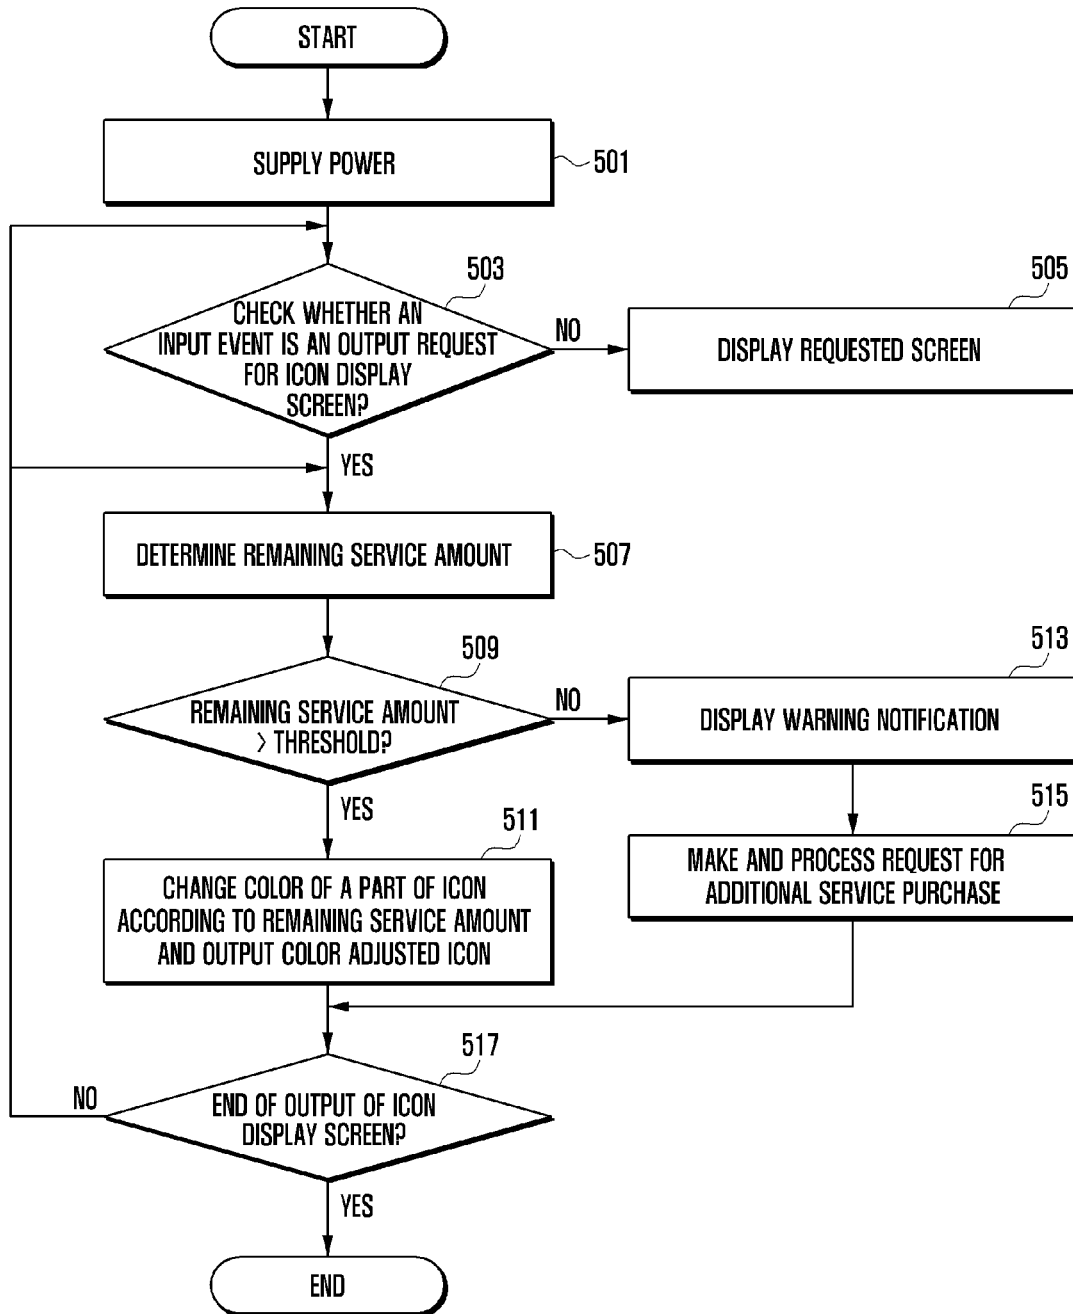 START
SUPPLY POWER
501
503
CHECK WHETHER AN
INPUT EVENT IS AN OUTPUT REQUEST
FOR ICON DISPLAY
SCREEN?
NO
505
DISPLAY REQUESTED SCREEN
YES
DETERMINE REMAINING SERVICE AMOUNT
507
509
REMAINING SERVICE AMOUNT
> THRESHOLD?
NO
513
DISPLAY WARNING NOTIFICATION
YES
511
CHANGE COLOR OF A PART OF ICON
ACCORDING TO REMAINING SERVICE AMOUNT
AND OUTPUT COLOR ADJUSTED ICON
515
MAKE AND PROCESS REQUEST FOR
ADDITIONAL SERVICE PURCHASE
517
NO
END OF OUTPUT OF ICON
DISPLAY SCREEN?
YES
END